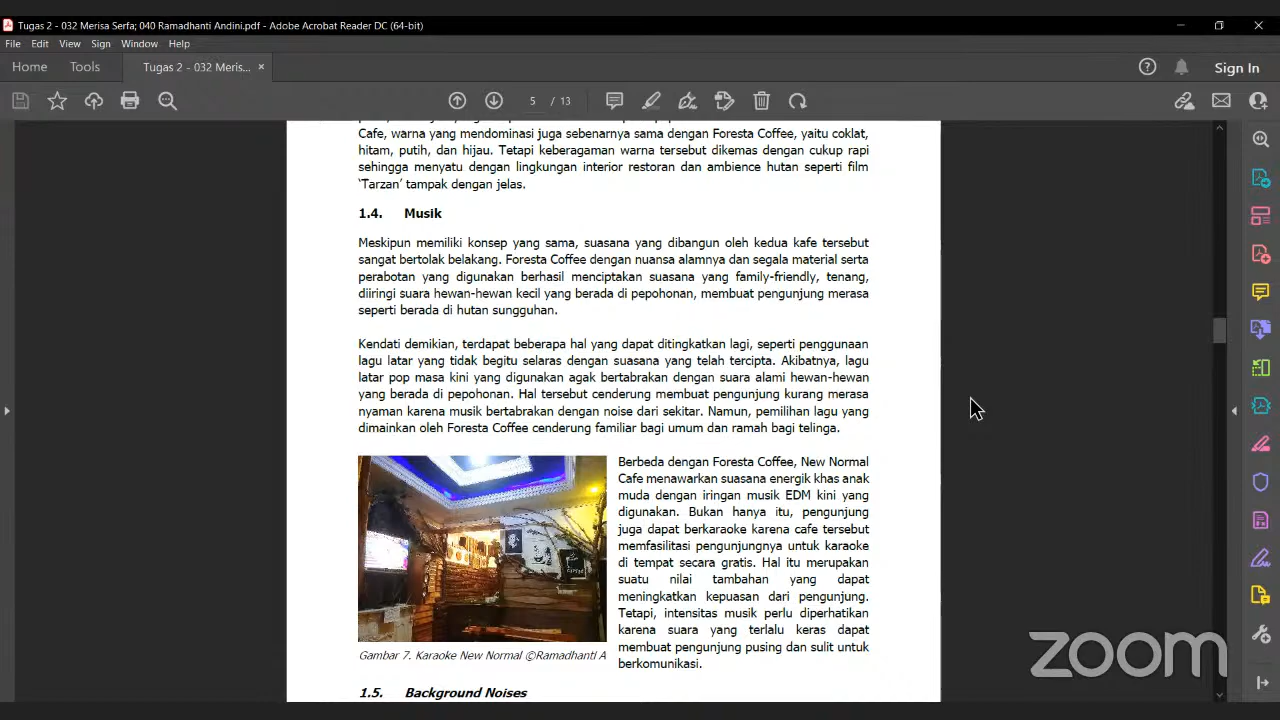 Tugas 2 - 032 Merisa Serfa; 040 Ramadhanti Andini.pdf - Adobe Acrobat Reader DC (64-bit)
File Edit View Sign Window Help
Home Tools Tugas 2 - 032 Meris... × Sign In
5 / 13
Cafe, warna yang mendominasi juga sebenarnya sama dengan Foresta Coffee, yaitu coklat,
hitam, putih, dan hijau. Tetapi keberagaman warna tersebut dikemas dengan cukup rapi
sehingga menyatu dengan lingkungan interior restoran dan ambience hutan seperti film
‘Tarzan’ tampak dengan jelas.
1.4. Musik
Meskipun memiliki konsep yang sama, suasana yang dibangun oleh kedua kafe tersebut
sangat bertolak belakang. Foresta Coffee dengan nuansa alamnya dan segala material serta
perabotan yang digunakan berhasil menciptakan suasana yang family-friendly, tenang,
diiringi suara hewan-hewan kecil yang berada di pepohonan, membuat pengunjung merasa
seperti berada di hutan sungguhan.
Kendati demikian, terdapat beberapa hal yang dapat ditingkatkan lagi, seperti penggunaan
lagu latar yang tidak begitu selaras dengan suasana yang telah tercipta. Akibatnya, lagu
latar pop masa kini yang digunakan agak bertabrakan dengan suara alami hewan-hewan
yang berada di pepohonan. Hal tersebut cenderung membuat pengunjung kurang merasa
nyaman karena musik bertabrakan dengan noise dari sekitar. Namun, pemilihan lagu yang
dimainkan oleh Foresta Coffee cenderung familiar bagi umum dan ramah bagi telinga.
Berbeda dengan Foresta Coffee, New Normal
Cafe menawarkan suasana energik khas anak
muda dengan iringan musik EDM kini yang
digunakan. Bukan hanya itu, pengunjung
juga dapat berkaraoke karena cafe tersebut
memfasilitasi pengunjungnya untuk karaoke
di tempat secara gratis. Hal itu merupakan
suatu nilai tambahan yang dapat
meningkatkan kepuasan dari pengunjung.
Tetapi, intensitas musik perlu diperhatikan
karena suara yang terlalu keras dapat
membuat pengunjung pusing dan sulit untuk
berkomunikasi.
Gambar 7. Karaoke New Normal ©Ramadhanti A
1.5. Background Noises
zoom